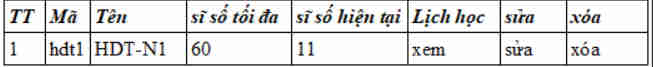 TT Mã Tên sĩ số tối đa sĩ số hiện tại Lịch học sửa xóa
1 hdt1 HDT-N1 60 11 xem sửa xóa